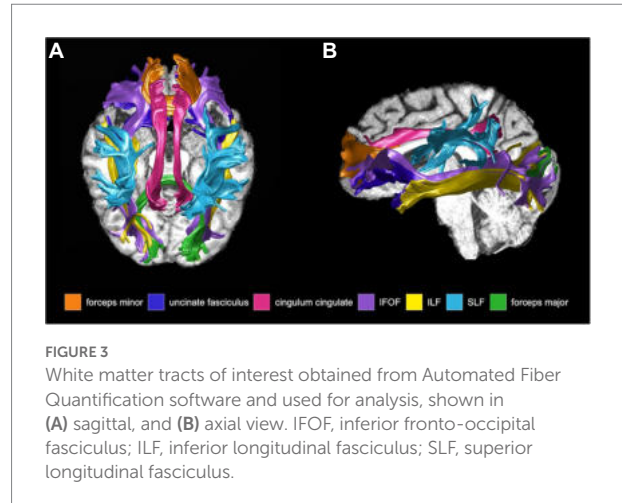 A
B
forceps minor
uncinate fasciculus
cingulum cingulate
IFOF
ILF
SLF
forceps major
FIGURE 3
White matter tracts of interest obtained from Automated Fiber
Quantification software and used for analysis, shown in
(A) sagittal, and (B) axial view. IFOF, inferior fronto-occipital
fasciculus; ILF, inferior longitudinal fasciculus; SLF, superior
longitudinal fasciculus.